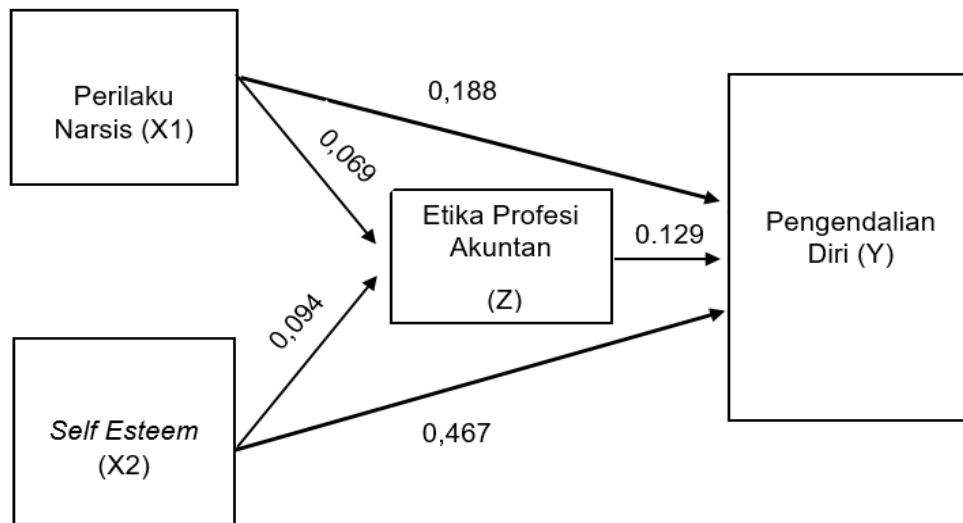 Perilaku
Narsis (X1)
0,188
0,069
Etika Profesi
Akuntan
(Z)
0.129
Pengendalian
Diri (Y)
0,094
Self Esteem
(X2)
0,467